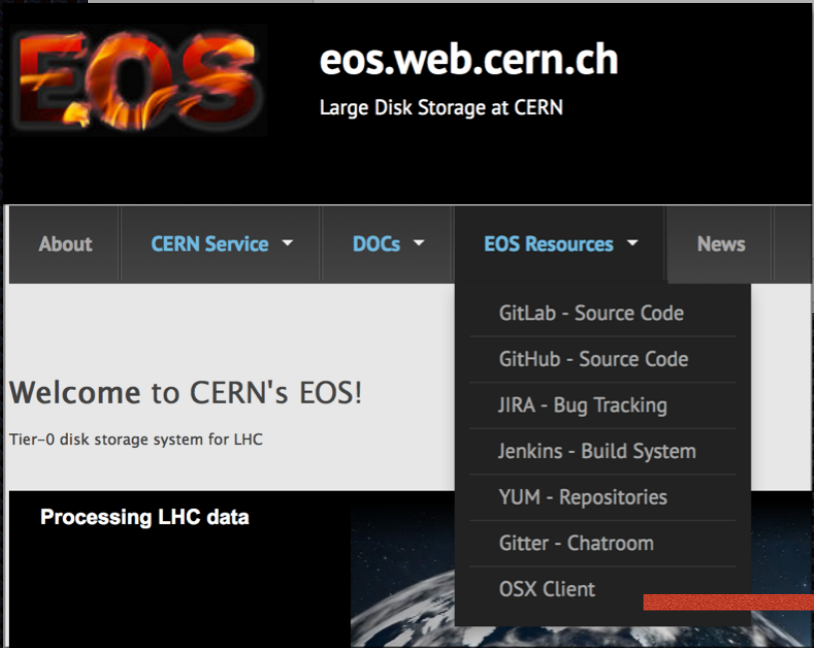 EOS
eos.web.cern.ch
Large Disk Storage at CERN
About CERN Service DOCs EOS Resources News
GitLab - Source Code
GitHub - Source Code
JIRA - Bug Tracking
Jenkins - Build System
YUM - Repositories
Gitter - Chatroom
OSX Client
Welcome to CERN's EOS!
Tier-0 disk storage system for LHC
Processing LHC data